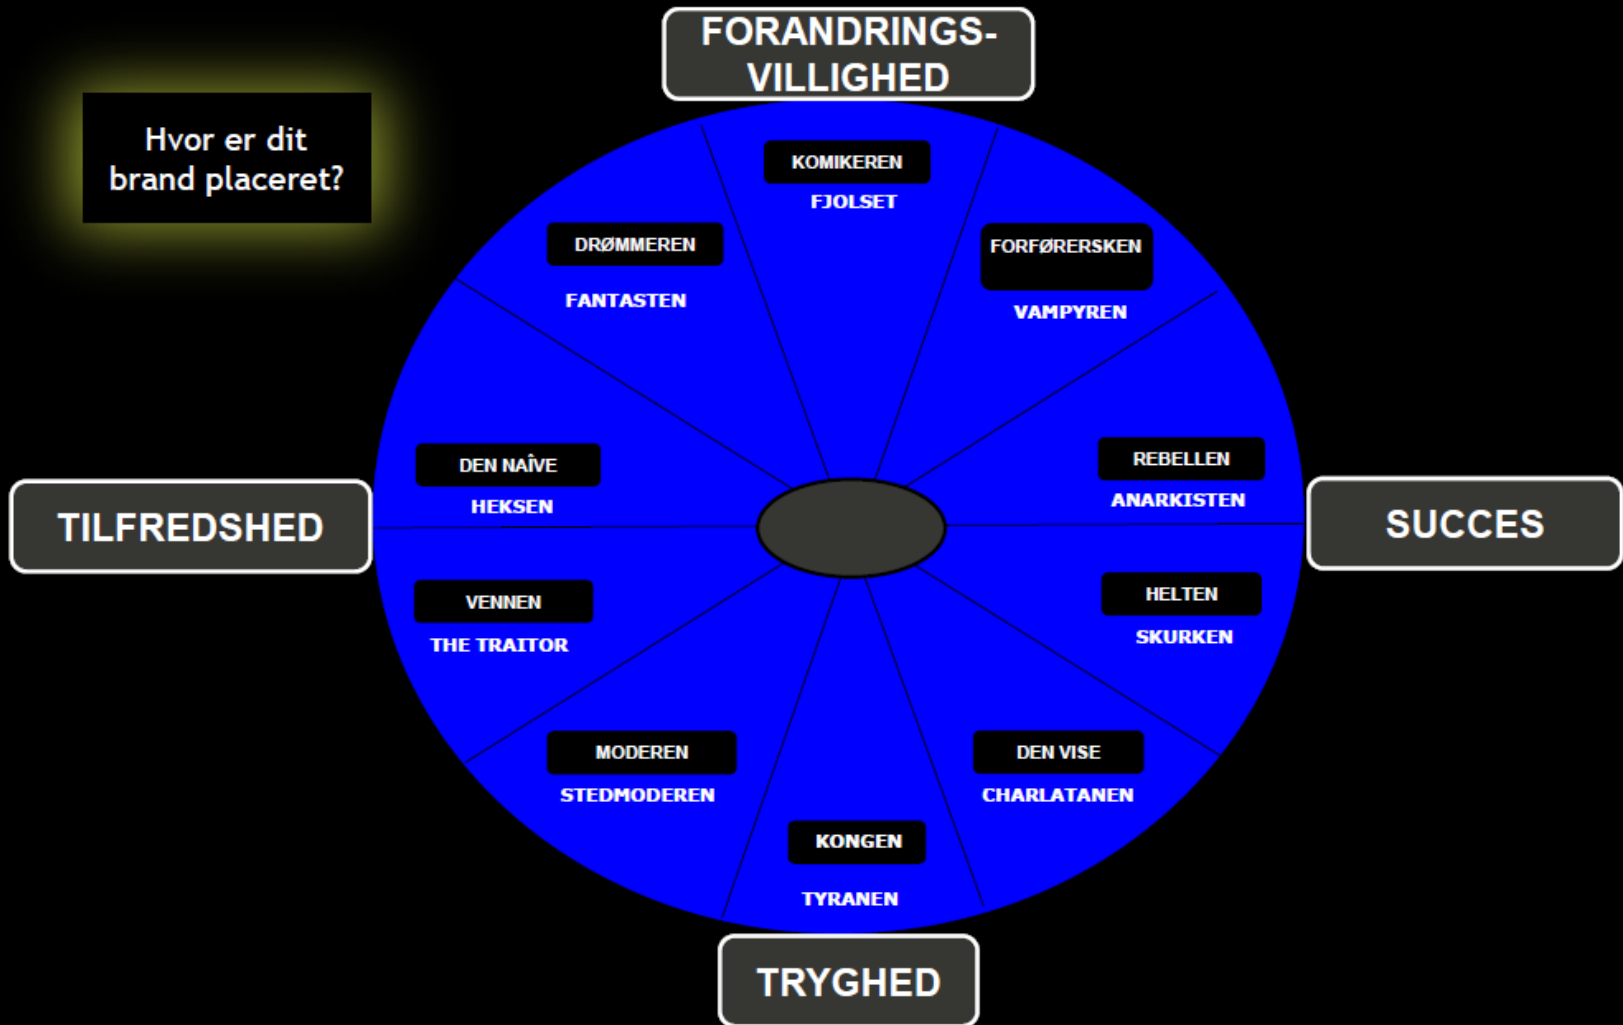 FORANDRINGS-
VILLIGHED
Hvor er dit
brand placeret?
KOMIKEREN
FJOLSET
DRØMMEREN
FANTASTEN
FORFØRERSKEN
VAMPYREN
DEN NAÎVE
HEKSEN
REBELLEN
ANARKISTEN
TILFREDSHED
SUCCES
VENNEN
THE TRAITOR
HELTEN
SKURKEN
MODEREN
STEDMODEREN
DEN VISE
CHARLATANEN
KONGEN
TYRANEN
TRYGHED